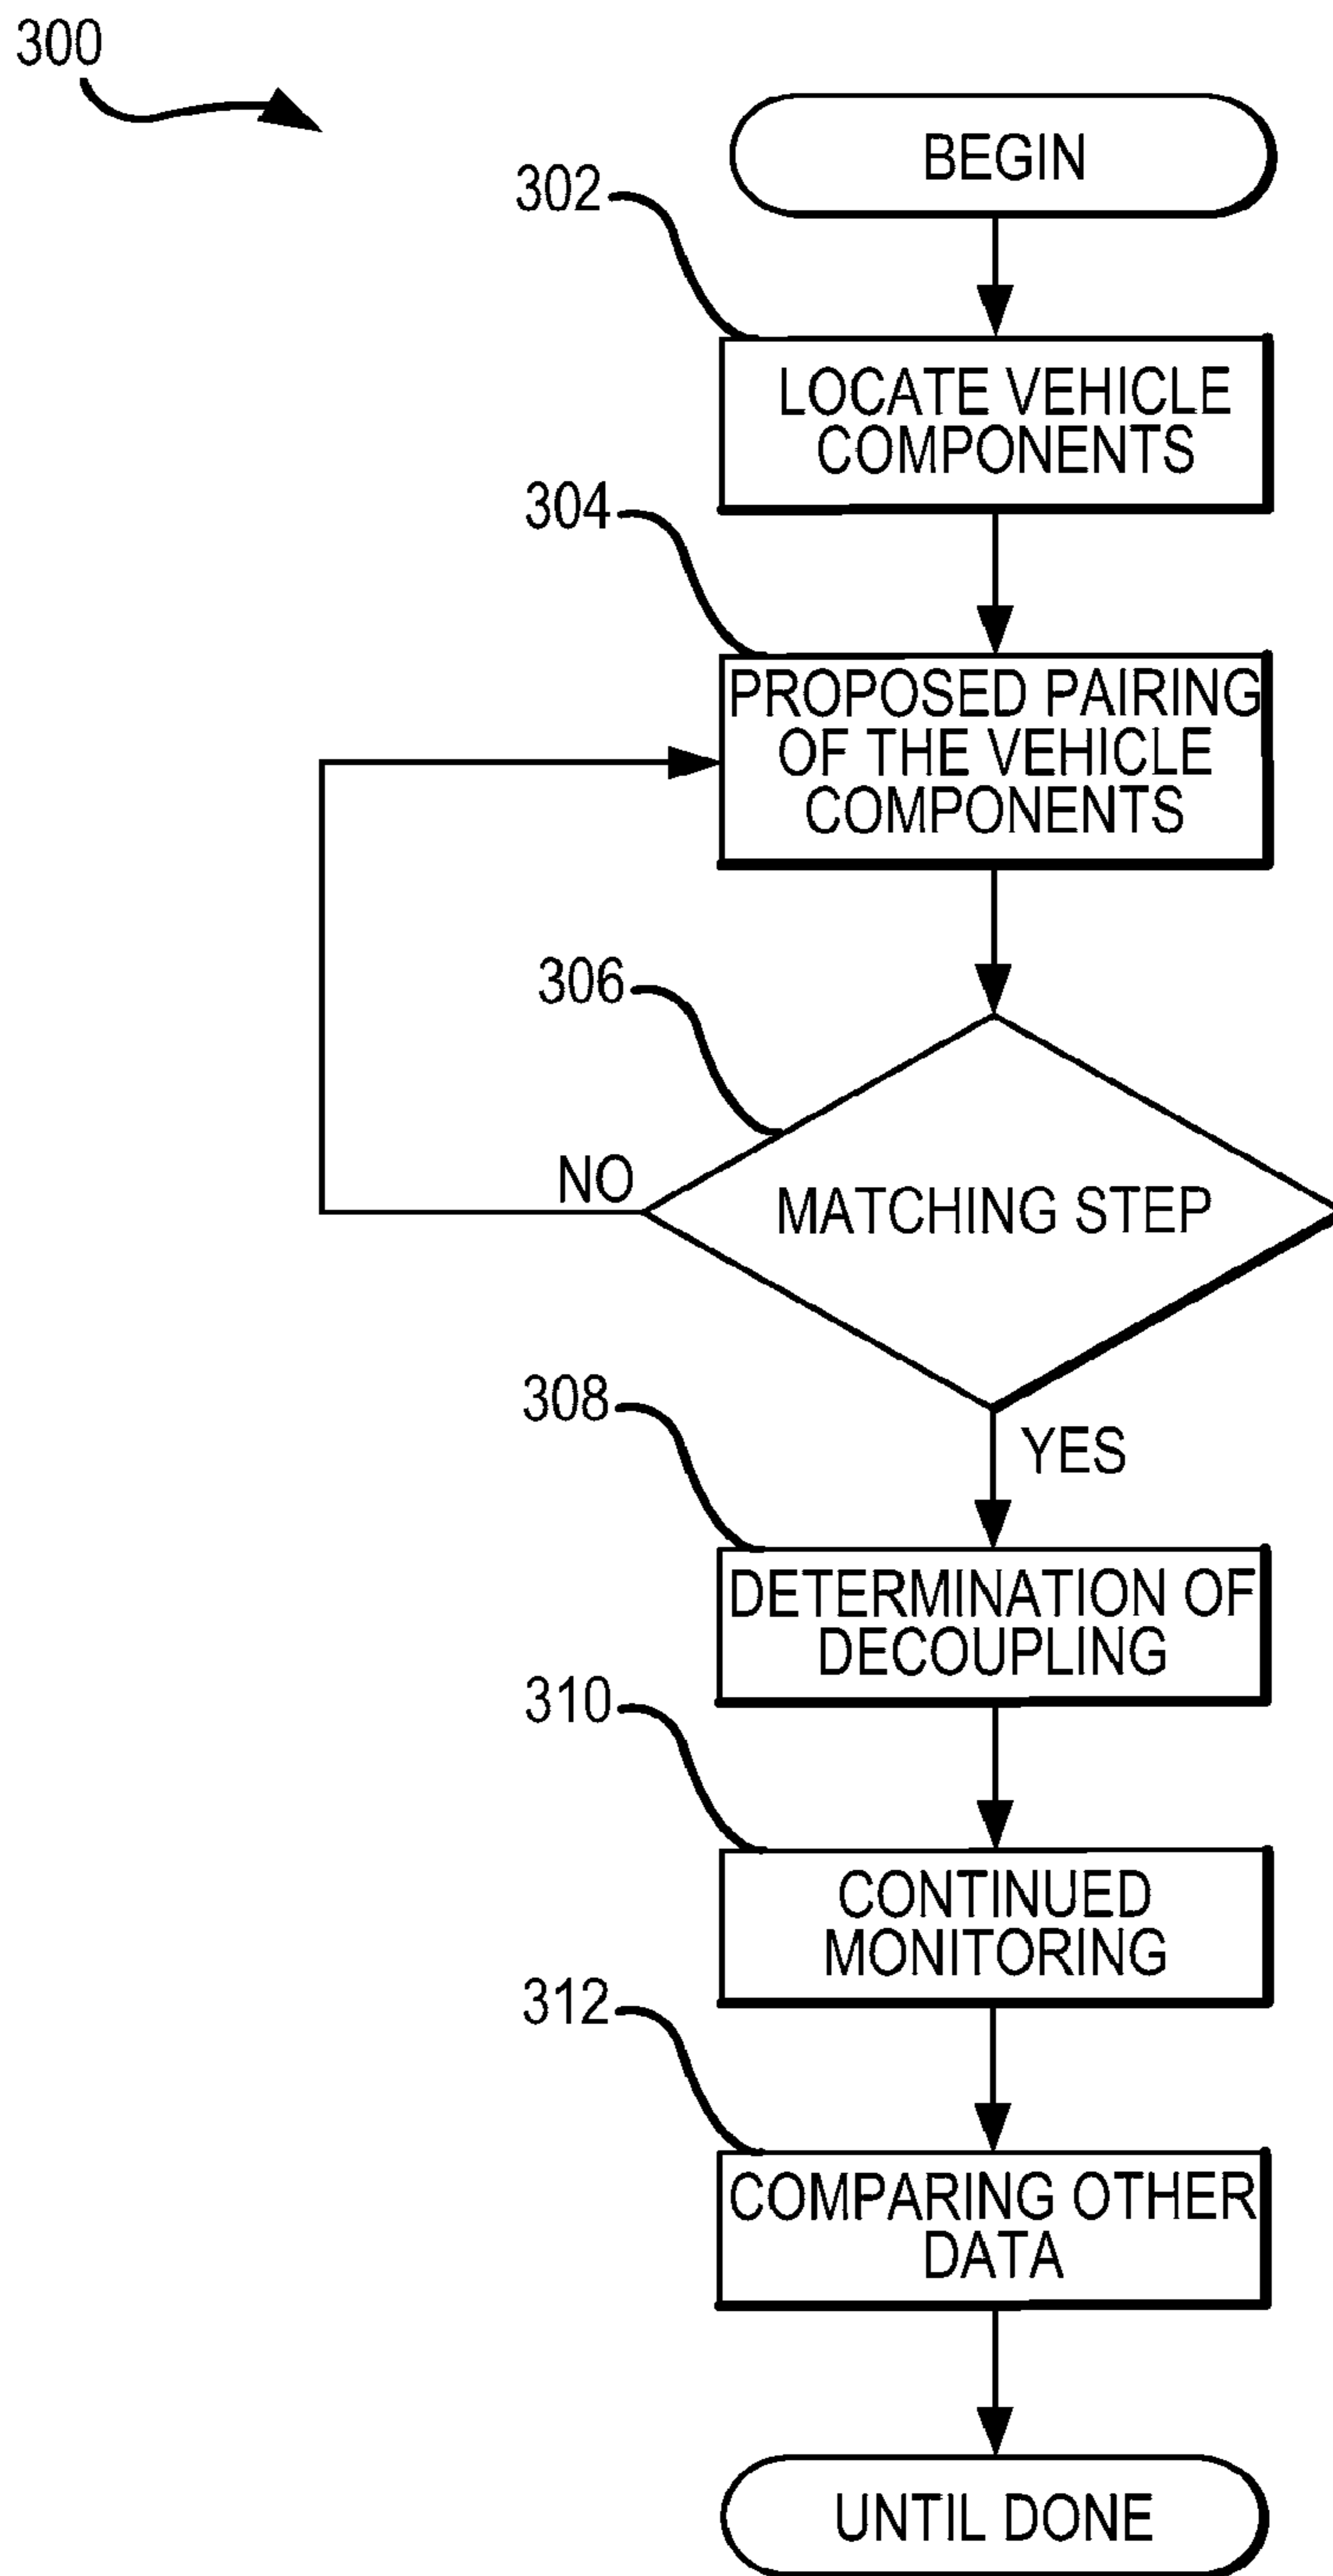 300
BEGIN
302
LOCATE VEHICLE
COMPONENTS
304
PROPOSED PAIRING
OF THE VEHICLE
COMPONENTS
306
NO
MATCHING STEP
308
YES
DETERMINATION OF
DECOUPLING
310
CONTINUED
MONITORING
312
COMPARING OTHER
DATA
UNTIL DONE